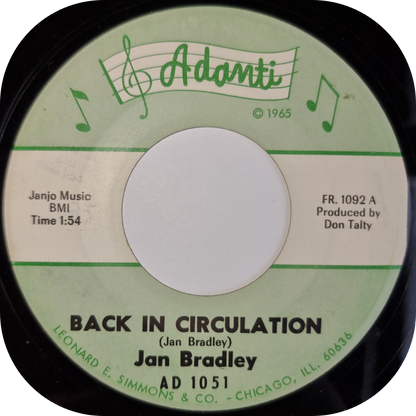 Adanti
© 1965
Janjo Music
BMI
Time 1:54
FR. 1092 A
Produced by
Don Talty
BACK IN CIRCULATION
(Jan Bradley)
Jan Bradley
AD 1051
LEONARD E. SIMMONS & CO. - CHICAGO, ILL. 60636